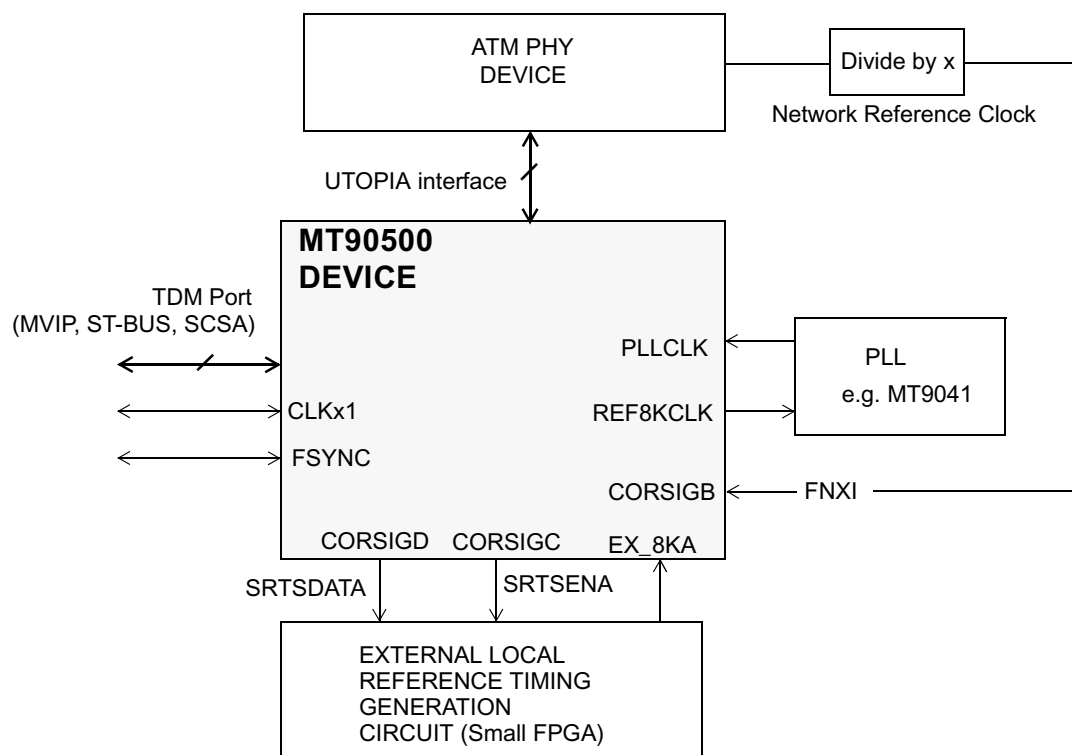 ATM PHY
DEVICE
Divide by x
Network Reference Clock
UTOPIA interface
MT90500
DEVICE
TDM Port
(MVIP, ST-BUS, SCSA)
PLLCLK
PLL
e.g. MT9041
CLKx1
REF8KCLK
FSYNC
CORSIGB
FNXI
CORSIGD
CORSIGC
EX_8KA
SRTSDATA
SRTSENA
EXTERNAL LOCAL
REFERENCE TIMING
GENERATION
CIRCUIT (Small FPGA)